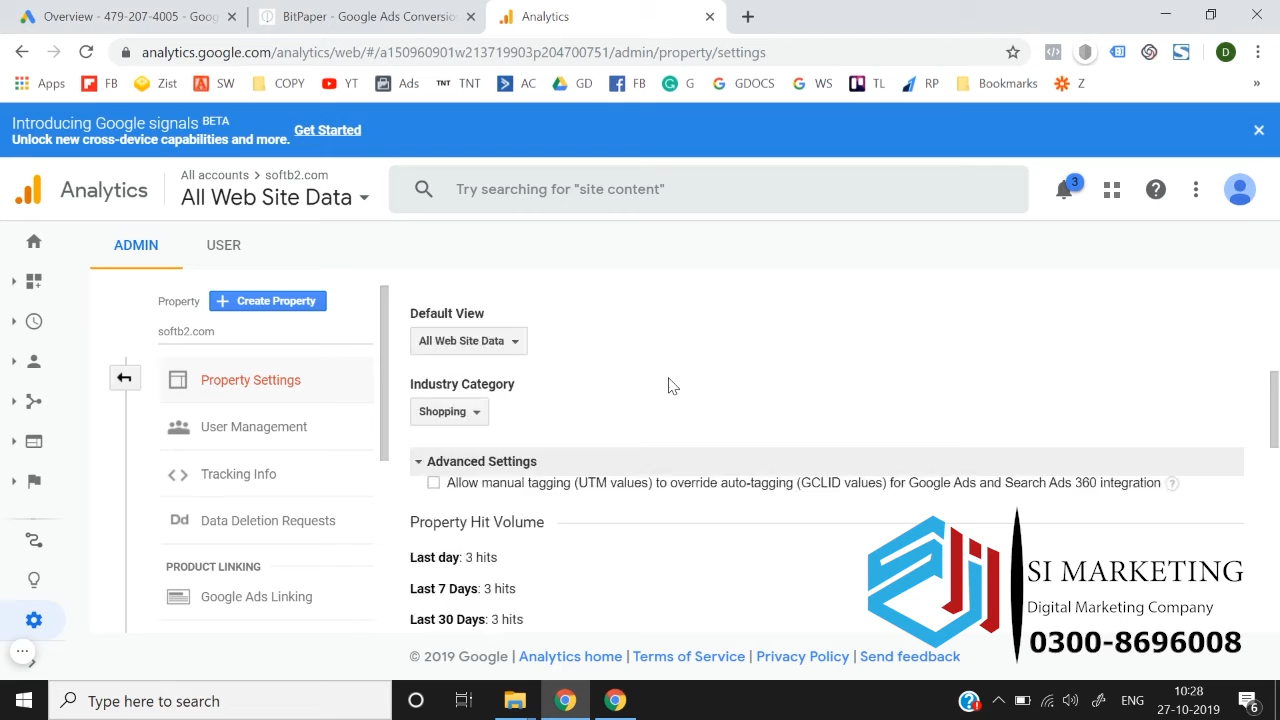 Overview - 479-207-4005 - Goog
BitPaper - Google Ads Conversion
Analytics
analytics.google.com/analytics/web/#/a150960901w213719903p204700751/admin/property/settings
D
Apps FB Zist SW COPY YT Ads TNT TNT AC GD FB G GDOCS WS TL RP Bookmarks Z »
Introducing Google signals BETA
Unlock new cross-device capabilities and more. Get Started
Analytics
All accounts > softb2.com
All Web Site Data
Try searching for "site content"
3
ADMIN USER
Property + Create Property
softb2.com
Property Settings
User Management
Tracking Info
Dd Data Deletion Requests
PRODUCT LINKING
Google Ads Linking
Default View
All Web Site Data
Industry Category
Shopping
Advanced Settings
Allow manual tagging (UTM values) to override auto-tagging (GCLID values) for Google Ads and Search Ads 360 integration ?
Property Hit Volume
Last day: 3 hits
Last 7 Days: 3 hits
Last 30 Days: 3 hits
SI MARKETING
Digital Marketing Company
0300-8696008
© 2019 Google | Analytics home | Terms of Service | Privacy Policy | Send feedback
Type here to search
ENG
10:28
27-10-2019
6